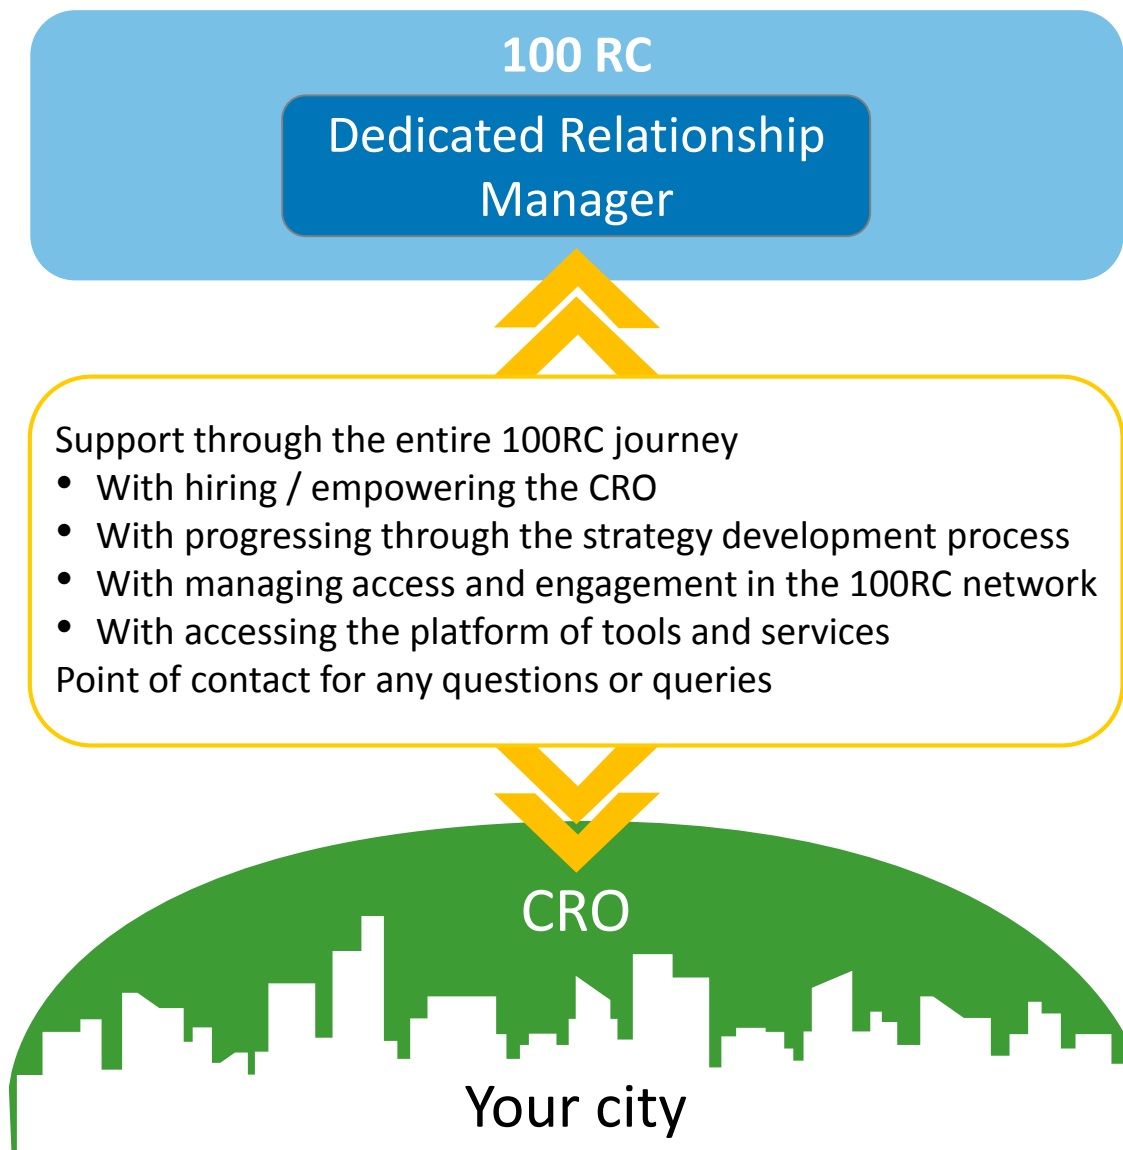 100 RC
Dedicated Relationship
Manager
Support through the entire 100RC journey
• With hiring / empowering the CRO
• With progressing through the strategy development process
• With managing access and engagement in the 100RC network
• With accessing the platform of tools and services
Point of contact for any questions or queries
CRO
Your city